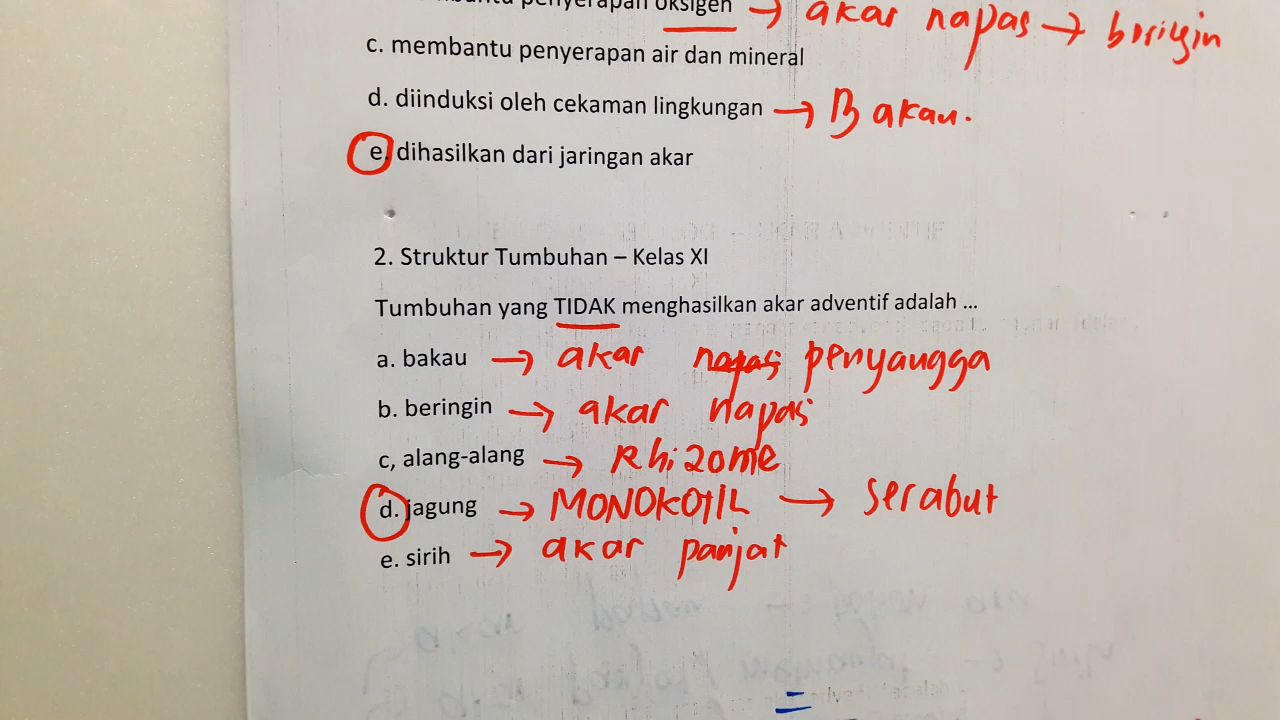 penyerapan oksigen → akar napas → beringin
c. membantu penyerapan air dan mineral
d. diinduksi oleh cekaman lingkungan → Bakau.
e. dihasilkan dari jaringan akar
2. Struktur Tumbuhan – Kelas XI
Tumbuhan yang TIDAK menghasilkan akar adventif adalah ...
a. bakau → akar napas penyangga
b. beringin → akar napas
c, alang-alang → Rhizome
d. jagung → MONOKOTIL → serabut
e. sirih → akar panjat